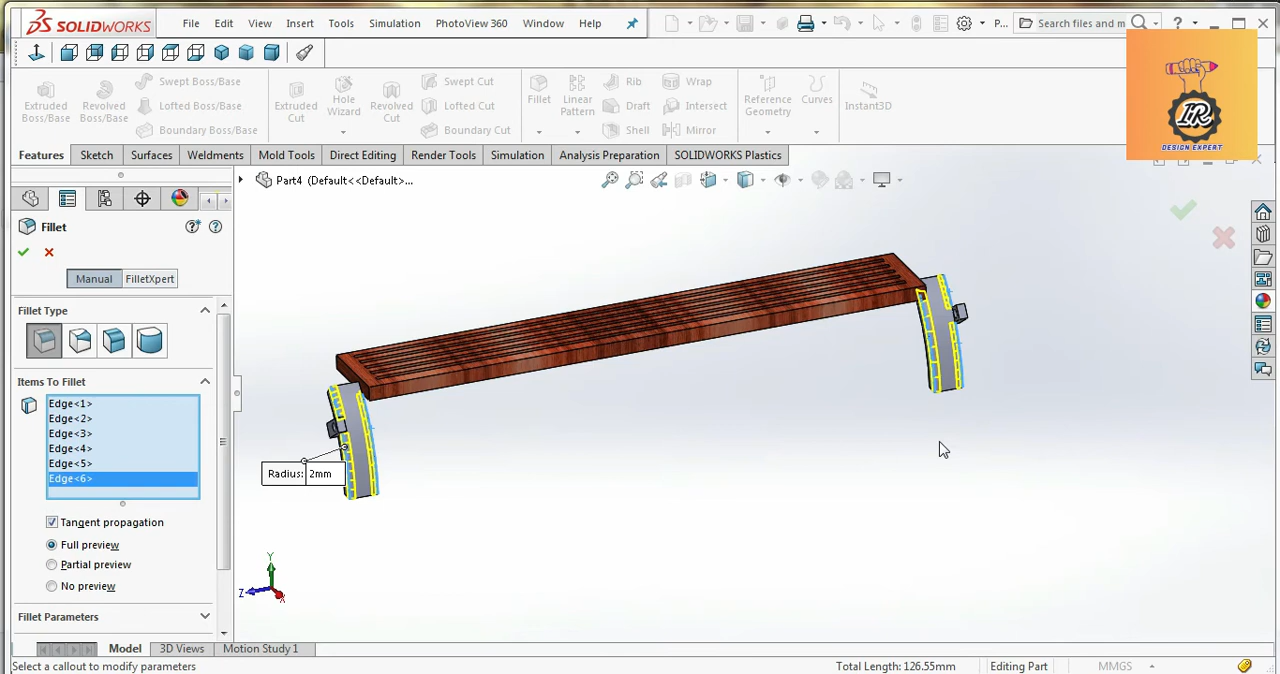 SOLIDWORKS File Edit View Insert Tools Simulation PhotoView 360 Window Help P... Search files and m ?
Extruded Boss/Base
Revolved Boss/Base
Swept Boss/Base
Lofted Boss/Base
Boundary Boss/Base
Extruded Cut
Hole Wizard
Revolved Cut
Swept Cut
Lofted Cut
Boundary Cut
Fillet
Linear Pattern
Rib
Draft
Shell
Wrap
Intersect
Mirror
Reference Geometry
Curves
Instant3D
IR
DESIGN EXPERT
Features Sketch Surfaces Weldments Mold Tools Direct Editing Render Tools Simulation Analysis Preparation SOLIDWORKS Plastics
Part4 (Default<<Default>...
Fillet
Manual FilletXpert
Fillet Type
Items To Fillet
Edge<1>
Edge<2>
Edge<3>
Edge<4>
Edge<5>
Edge<6>
Radius: 2mm
Tangent propagation
Full preview
Partial preview
No preview
Fillet Parameters
Y
Z
X
Model 3D Views Motion Study 1
Select a callout to modify parameters Total Length: 126.55mm Editing Part MMGS